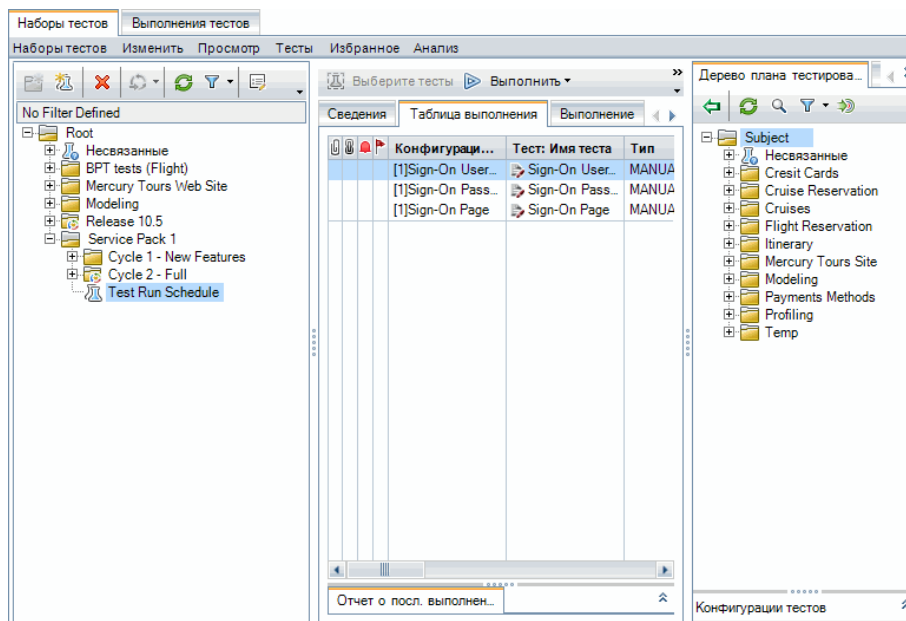 Наборы тестов
Выполнения тестов
Наборы тестов Изменить Просмотр Тесты Избранное Анализ
No Filter Defined
Root
Несвязанные
BPT tests (Flight)
Mercury Tours Web Site
Modeling
Release 10.5
Service Pack 1
Cycle 1 - New Features
Cycle 2 - Full
Test Run Schedule
Выберите тесты Выполнить
Сведения Таблица выполнения Выполнение
Конфигураци... Тест: Имя теста Тип
[1]Sign-On User... Sign-On User... MANUA
[1]Sign-On Pass... Sign-On Pass... MANUA
[1]Sign-On Page Sign-On Page MANUA
Отчет о посл. выполнен...
Дерево плана тестирова...
Subject
Несвязанные
Cresit Cards
Cruise Reservation
Cruises
Flight Reservation
Itinerary
Mercury Tours Site
Modeling
Payments Methods
Profiling
Temp
Конфигурации тестов